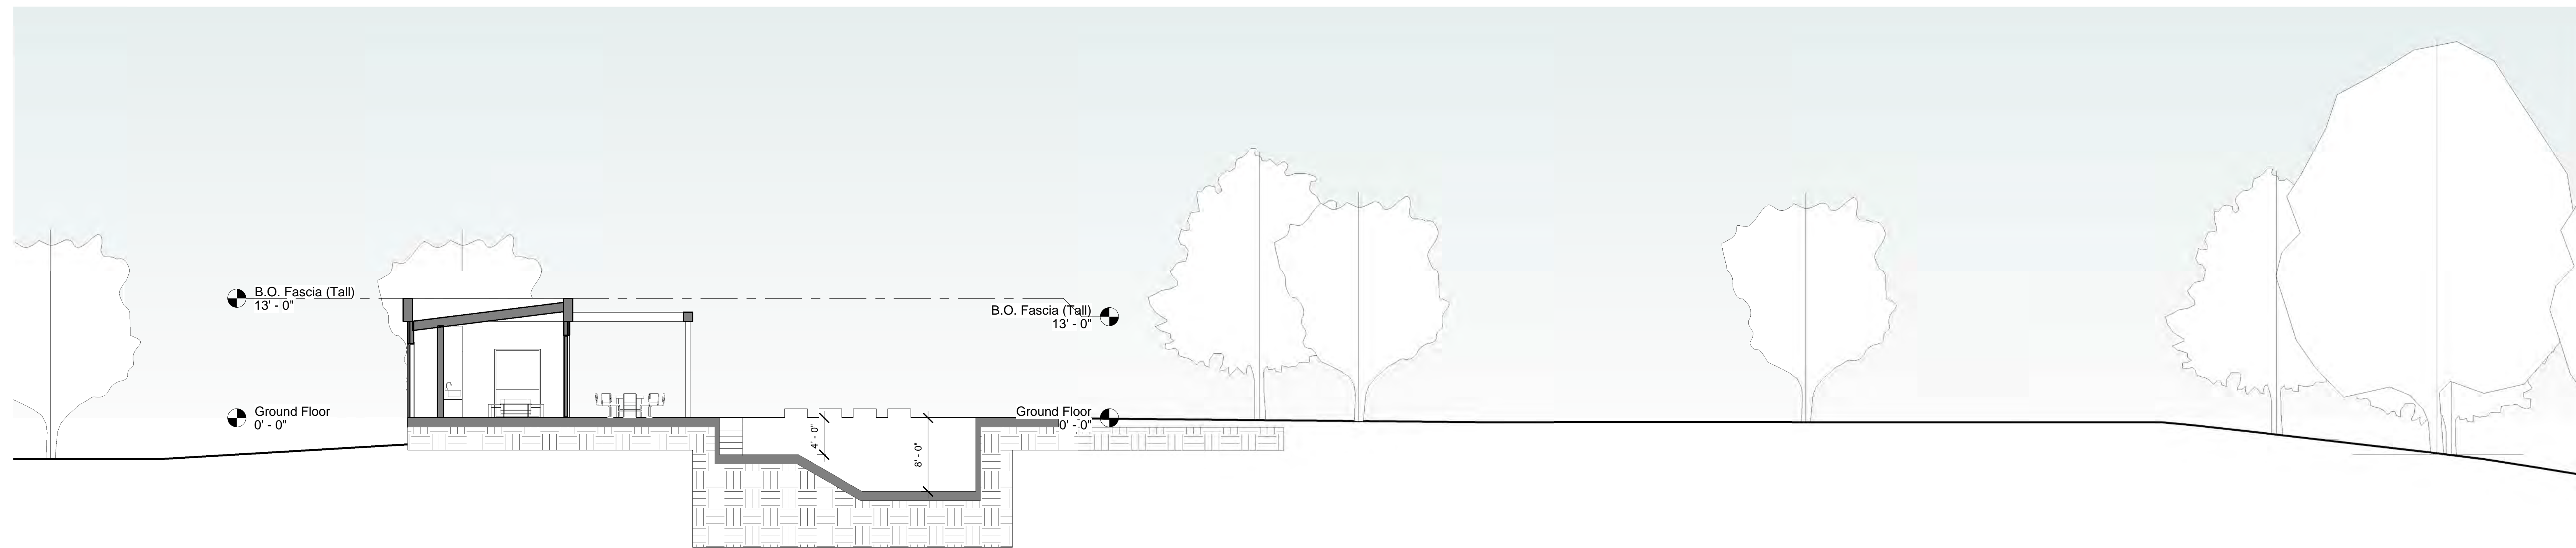 B.O. Fascia (Tall)
13' - 0"
B.O. Fascia (Tall)
13' - 0"
Ground Floor
0' - 0"
Ground Floor
0' - 0"
4' - 0"
8' - 0"